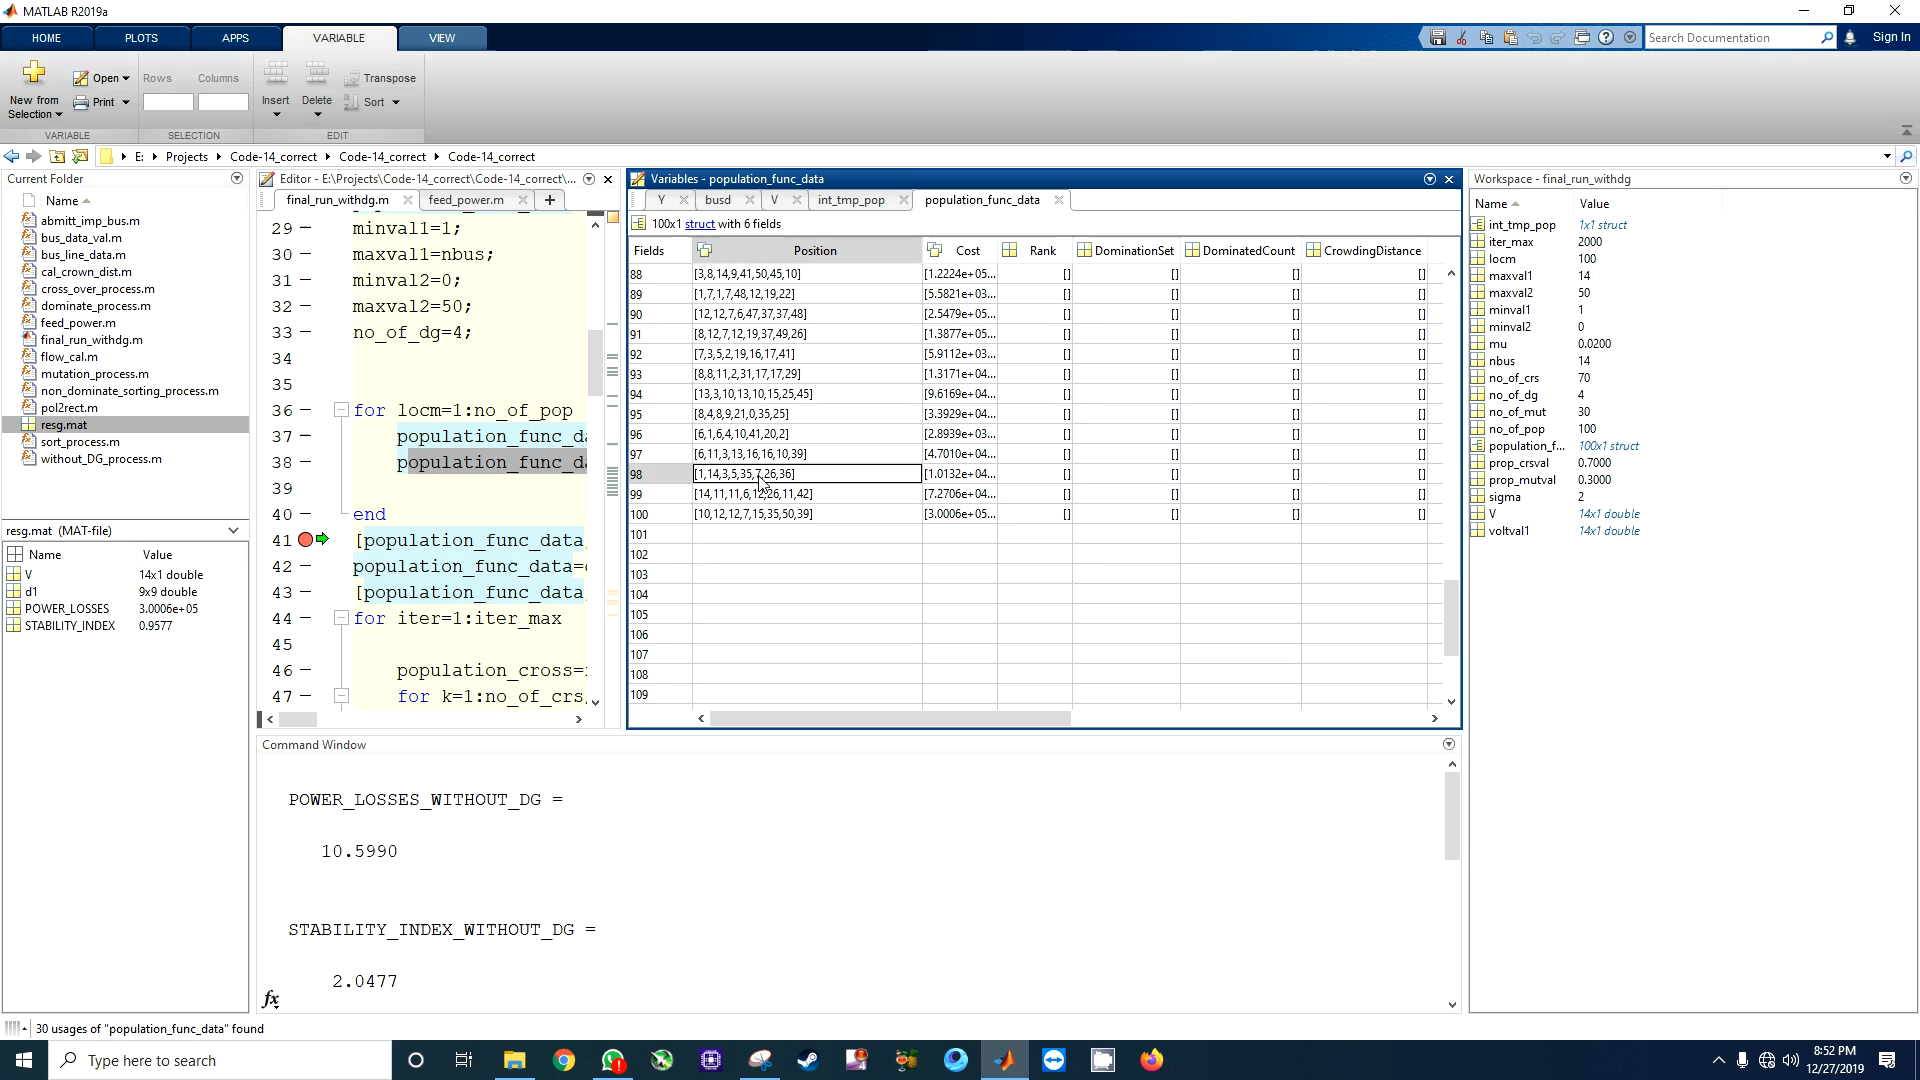 MATLAB R2019a
HOME PLOTS APPS VARIABLE VIEW Search Documentation Sign In
New from Selection Open Print Rows Columns Insert Delete Transpose Sort
VARIABLE SELECTION EDIT
E: Projects Code-14_correct Code-14_correct Code-14_correct
Current Folder
Name
abmitt_imp_bus.m
bus_data_val.m
bus_line_data.m
cal_crown_dist.m
cross_over_process.m
dominate_process.m
feed_power.m
final_run_withdg.m
flow_cal.m
mutation_process.m
non_dominate_sorting_process.m
pol2rect.m
resg.mat
sort_process.m
without_DG_process.m
resg.mat (MAT-file)
Name Value
V 14x1 double
d1 9x9 double
POWER_LOSSES 3.0006e+05
STABILITY_INDEX 0.9577
Editor - E:\Projects\Code-14_correct\Code-14_correct\...
final_run_withdg.m feed_power.m +
29 – minval1=1;
30 – maxval1=nbus;
31 – minval2=0;
32 – maxval2=50;
33 – no_of_dg=4;
34
35
36 – for locm=1:no_of_pop
37 – population_func_da
38 – population_func_da
39
40 – end
41 [population_func_data
42 – population_func_data=
43 – [population_func_data
44 – for iter=1:iter_max
45
46 – population_cross=
47 – for k=1:no_of_crs
Variables - population_func_data
Y busd V int_tmp_pop population_func_data
100x1 struct with 6 fields
Fields Position Cost Rank DominationSet DominatedCount CrowdingDistance
88 [3,8,14,9,41,50,45,10] [1.2224e+05... [] [] [] []
89 [1,7,1,7,48,12,19,22] [5.5821e+03... [] [] [] []
90 [12,12,7,6,47,37,37,48] [2.5479e+05... [] [] [] []
91 [8,12,7,12,19,37,49,26] [1.3877e+05... [] [] [] []
92 [7,3,5,2,19,16,17,41] [5.9112e+03... [] [] [] []
93 [8,8,11,2,31,17,17,29] [1.3171e+04... [] [] [] []
94 [13,3,10,13,10,15,25,45] [9.6169e+04... [] [] [] []
95 [8,4,8,9,21,0,35,25] [3.3929e+04... [] [] [] []
96 [6,1,6,4,10,41,20,2] [2.8939e+03... [] [] [] []
97 [6,11,3,13,16,16,10,39] [4.7010e+04... [] [] [] []
98 [1,14,3,5,35,7,26,36] [1.0132e+04... [] [] [] []
99 [14,11,11,6,12,26,11,42] [7.2706e+04... [] [] [] []
100 [10,12,12,7,15,35,50,39] [3.0006e+05... [] [] [] []
101
102
103
104
105
106
107
108
109
Command Window
POWER_LOSSES_WITHOUT_DG =
10.5990
STABILITY_INDEX_WITHOUT_DG =
2.0477
fx
Workspace - final_run_withdg
Name Value
int_tmp_pop 1x1 struct
iter_max 2000
locm 100
maxval1 14
maxval2 50
minval1 1
minval2 0
mu 0.0200
nbus 14
no_of_crs 70
no_of_dg 4
no_of_mut 30
no_of_pop 100
population_f... 100x1 struct
prop_crsval 0.7000
prop_mutval 0.3000
sigma 2
V 14x1 double
voltval1 14x1 double
30 usages of "population_func_data" found
Type here to search
8:52 PM
12/27/2019